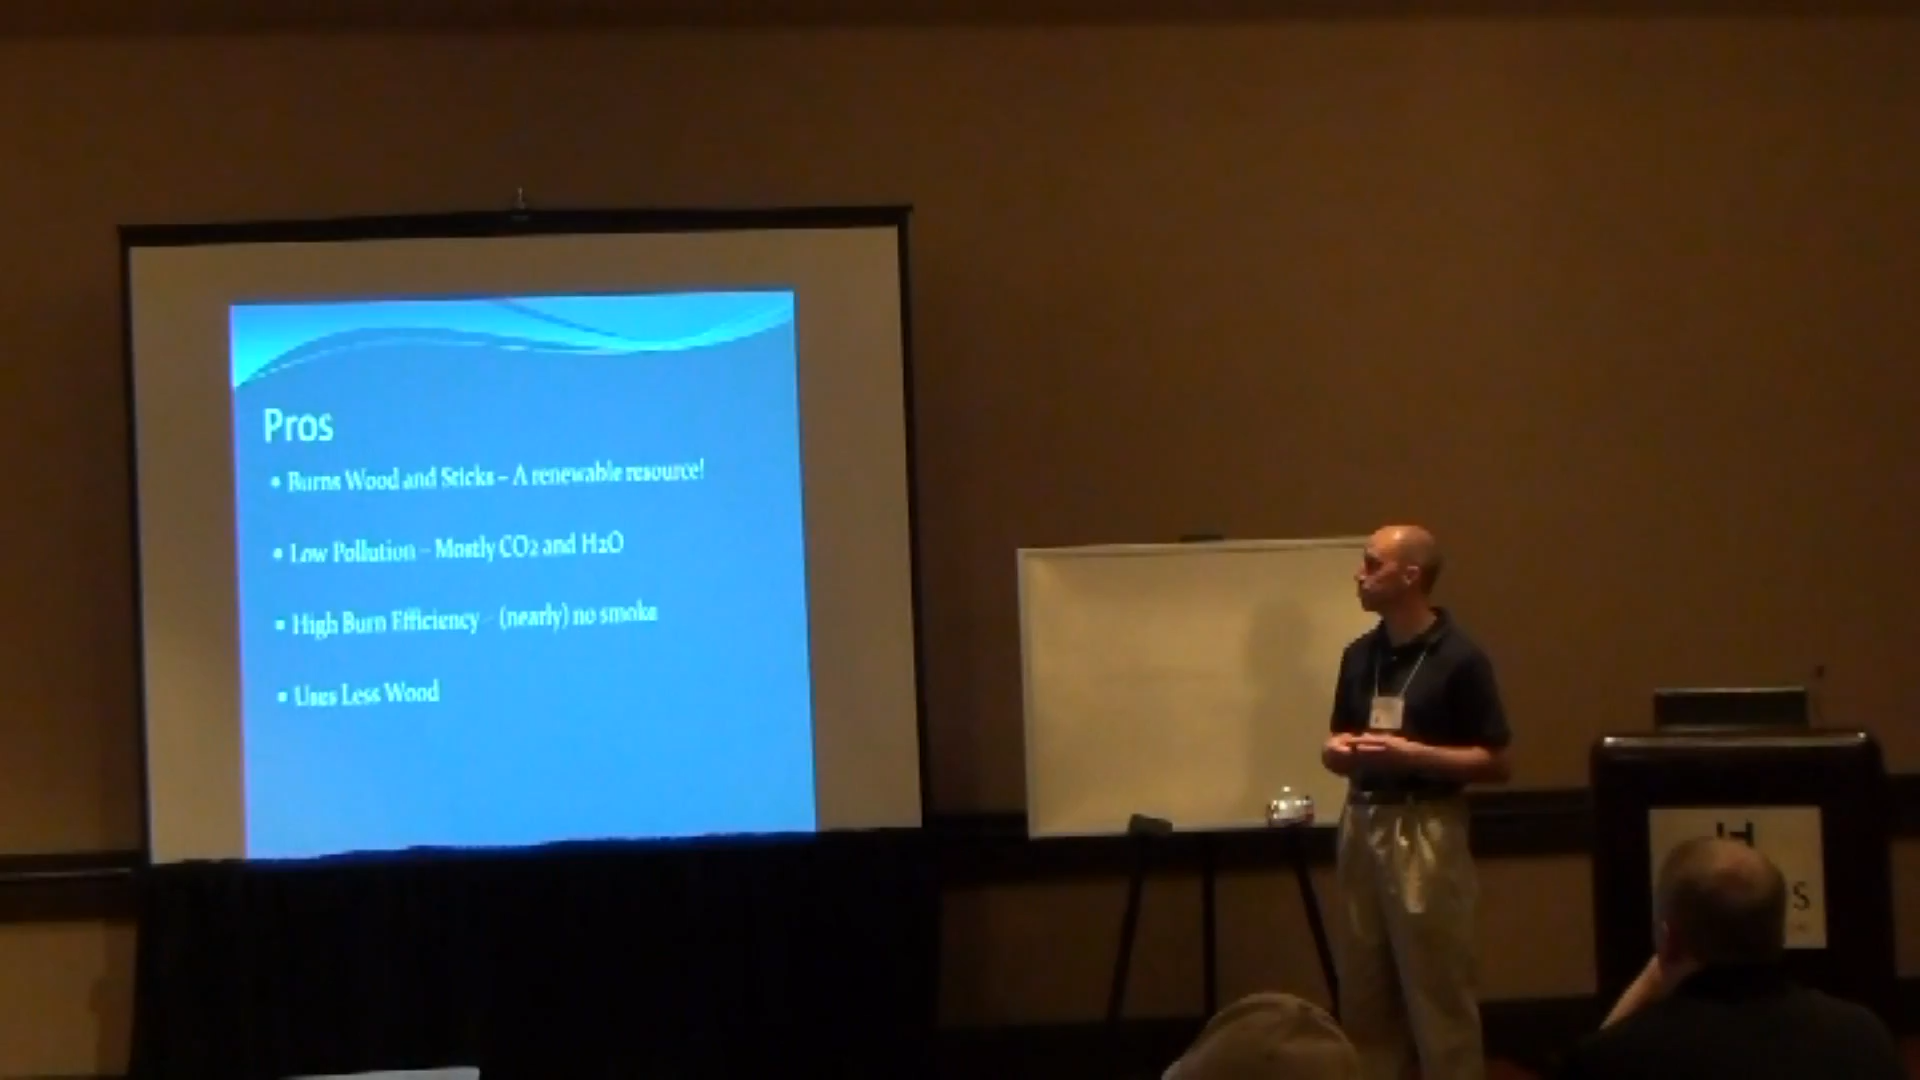 Pros
• Burns Wood and Sticks – A renewable resource!
• Low Pollution – Mostly CO2 and H2O
• High Burn Efficiency – (nearly) no smoke
• Uses Less Wood
H
S